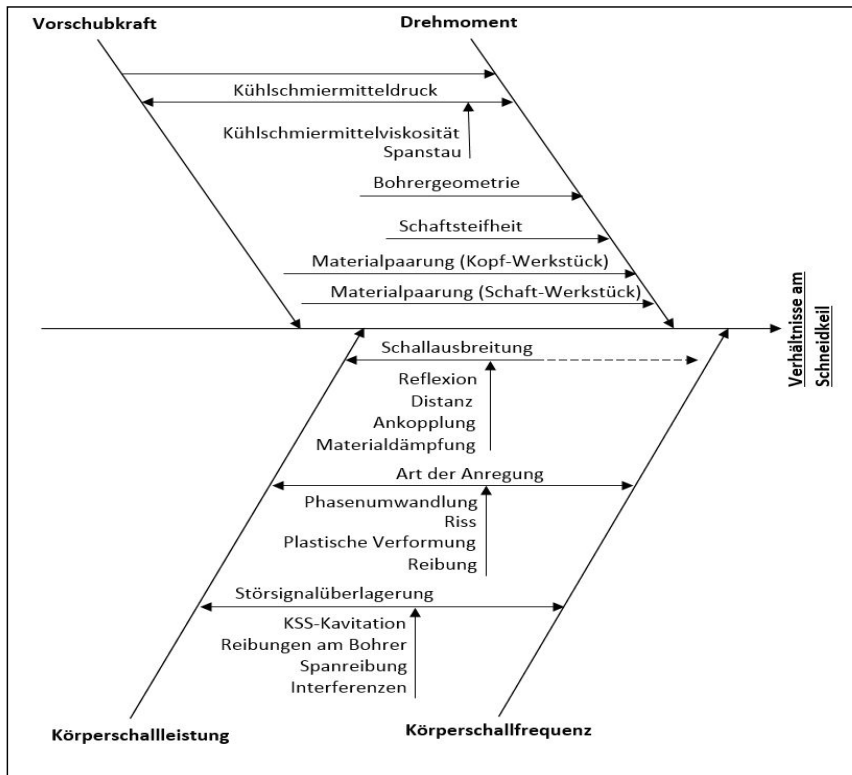 Vorschubkraft
Drehmoment
Kühlschmiermitteldruck
Kühlschmiermittelviskosität
Spanstau
Bohrergeometrie
Schaftsteifheit
Materialpaarung (Kopf-Werkstück)
Materialpaarung (Schaft-Werkstück)
Verhältnisse am
Schneidkeil
Schallausbreitung
Reflexion
Distanz
Ankopplung
Materialdämpfung
Art der Anregung
Phasenumwandlung
Riss
Plastische Verformung
Reibung
Störsignalüberlagerung
KSS-Kavitation
Reibungen am Bohrer
Spanreibung
Interferenzen
Körperschallleistung
Körperschallfrequenz